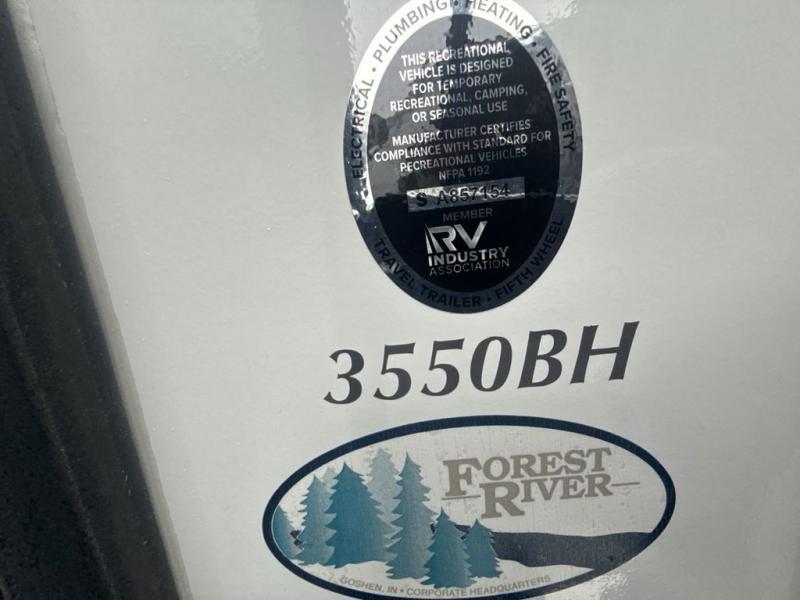 ELECTRICAL • PLUMBING • HEATING • FIRE SAFETY
THIS RECREATIONAL
VEHICLE IS DESIGNED
FOR TEMPORARY
RECREATIONAL, CAMPING,
OR SEASONAL USE
MANUFACTURER CERTIFIES
COMPLIANCE WITH STANDARD FOR
RECREATIONAL VEHICLES
NFPA 1192
S A857154
MEMBER
RV
INDUSTRY
ASSOCIATION
TRAVEL TRAILER • FIFTH WHEEL
3550BH
FOREST
RIVER
GOSHEN, IN • CORPORATE HEADQUARTERS